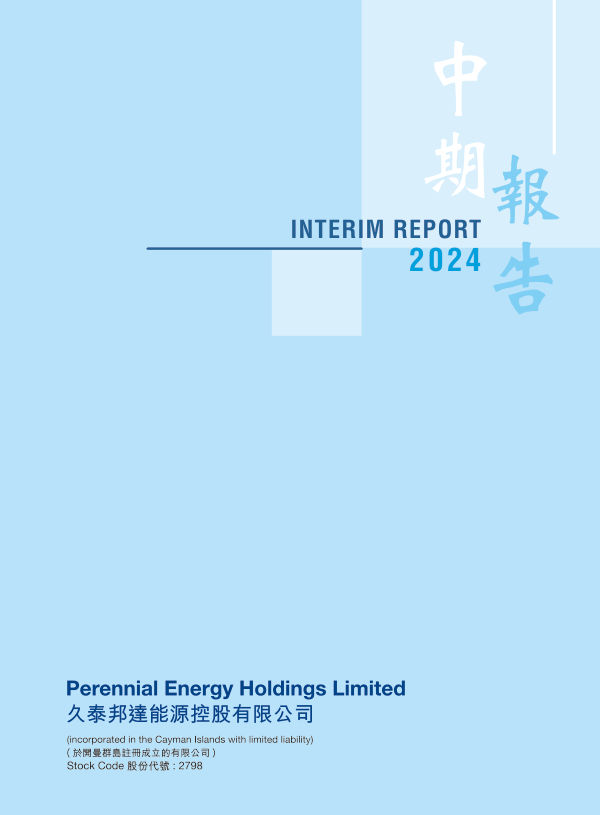 中期
報告
INTERIM REPORT
2024
Perennial Energy Holdings Limited
久泰邦達能源控股有限公司
(incorporated in the Cayman Islands with limited liability)
(於開曼群島註冊成立的有限公司)
Stock Code 股份代號 : 2798